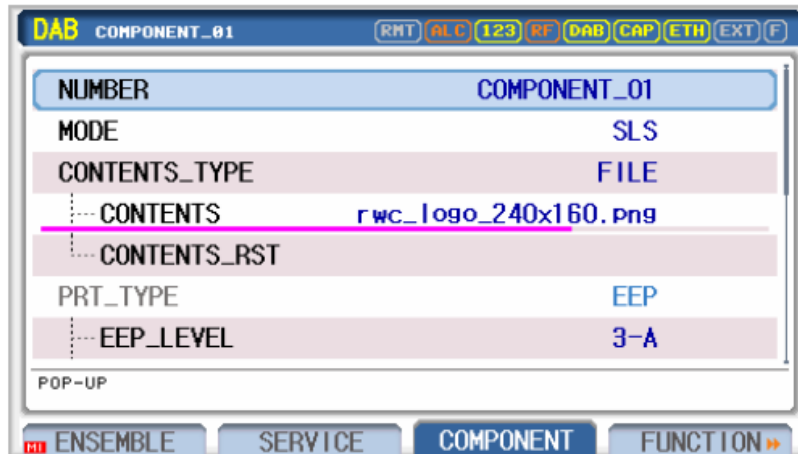 DAB COMPONENT_01 RMT ALC 123 RF DAB CAP ETH EXT F
NUMBER COMPONENT_01
MODE SLS
CONTENTS_TYPE FILE
CONTENTS rwc_logo_240x160.png
CONTENTS_RST
PRT_TYPE EEP
EEP_LEVEL 3-A
POP-UP
M1 ENSEMBLE SERVICE COMPONENT FUNCTION